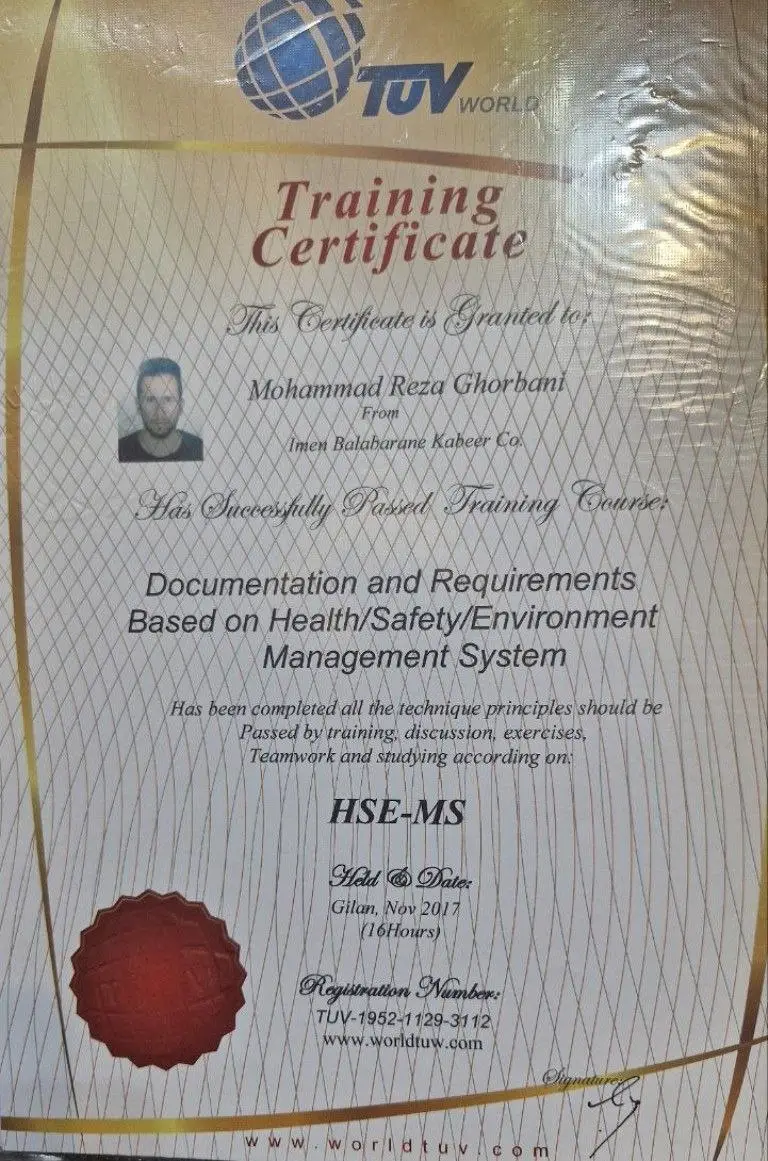 TUV WORLD
Training
Certificate
This Certificate is Granted to:
Mohammad Reza Ghorbani
From
Imen Balabarane Kabeer Co.
Has Successfully Passed Training Course:
Documentation and Requirements
Based on Health/Safety/Environment
Management System
Has been completed all the technique principles should be
Passed by training, discussion, exercises,
Teamwork and studying according on:
HSE-MS
Held & Date:
Gilan, Nov 2017
(16Hours)
Registration Number:
TUV-1952-1129-3112
www.worldtuw.com
Signature:
www.worldtuv.com